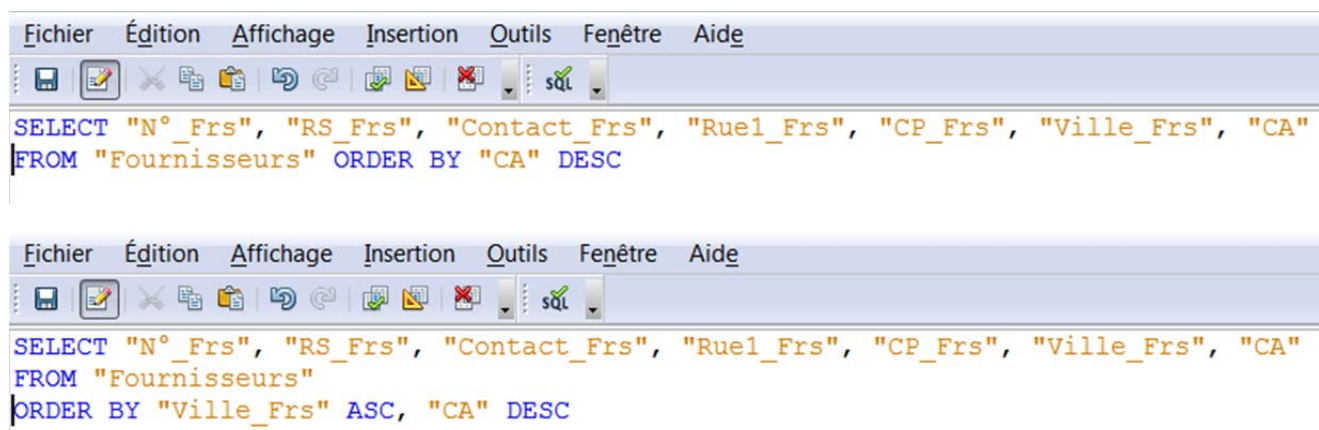 Fichier Édition Affichage Insertion Outils Fenêtre Aide
SQL
SELECT "N°_Frs", "RS_Frs", "Contact_Frs", "Rue1_Frs", "CP_Frs", "Ville_Frs", "CA"
FROM "Fournisseurs" ORDER BY "CA" DESC
Fichier Édition Affichage Insertion Outils Fenêtre Aide
SQL
SELECT "N°_Frs", "RS_Frs", "Contact_Frs", "Rue1_Frs", "CP_Frs", "Ville_Frs", "CA"
FROM "Fournisseurs"
ORDER BY "Ville_Frs" ASC, "CA" DESC